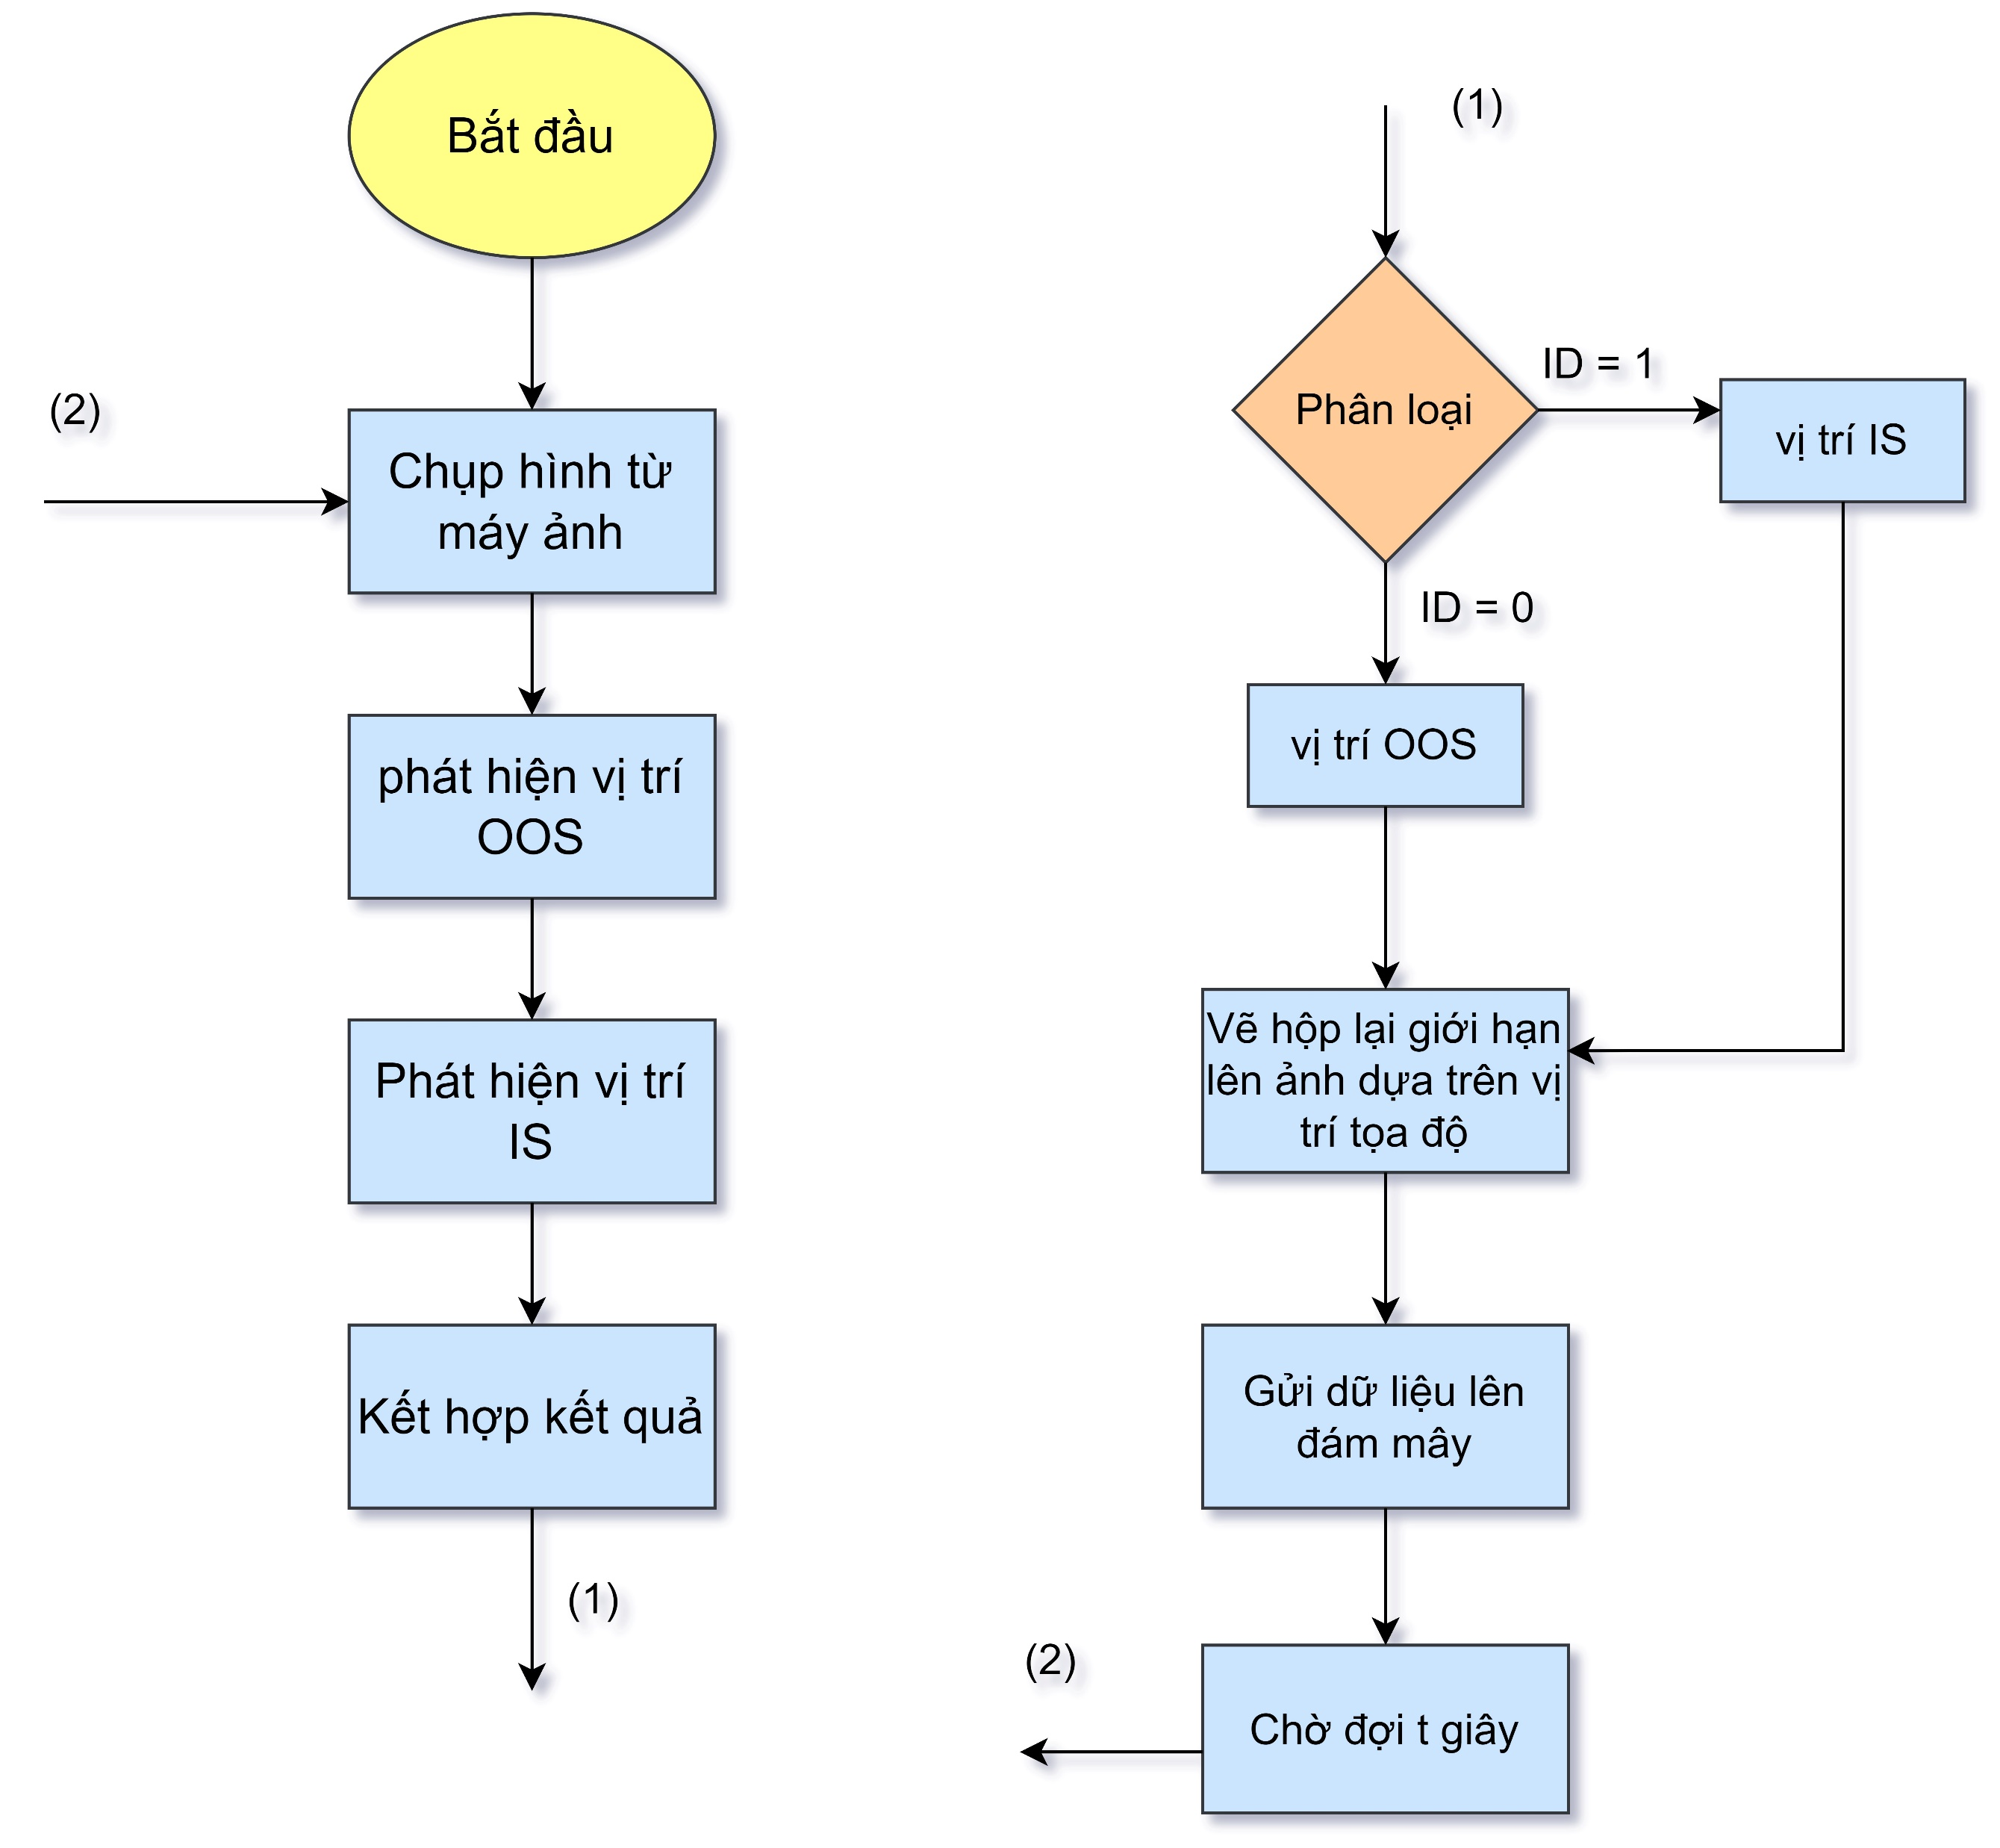 Bắt đầu
(2)
Chụp hình từ
máy ảnh
phát hiện vị trí
OOS
Phát hiện vị trí
IS
Kết hợp kết quả
(1)
(1)
Phân loại
ID = 1
vị trí IS
ID = 0
vị trí OOS
Vẽ hộp lại giới hạn
lên ảnh dựa trên vị
trí tọa độ
Gửi dữ liệu lên
đám mây
(2)
Chờ đợi t giây